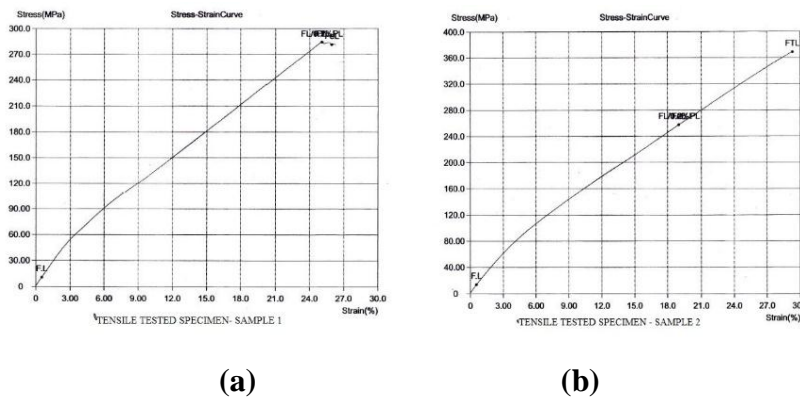 Stress(MPa) Stress-StrainCurve
300.0
270.0
240.0
210.0
180.0
150.0
120.0
90.00
60.00
30.00
0
F.L
0 3.00 6.00 9.00 12.0 15.0 18.0 21.0 24.0 27.0 30.0
Strain(%)
TENSILE TESTED SPECIMEN- SAMPLE 1
(a)
Stress(MPa) Stress-StrainCurve
400.0
360.0
320.0
280.0
240.0
200.0
160.0
120.0
80.00
40.00
0
F.L
FTL
0 3.00 6.00 9.00 12.0 15.0 18.0 21.0 24.0 27.0 30.0
Strain(%)
TENSILE TESTED SPECIMEN - SAMPLE 2
(b)